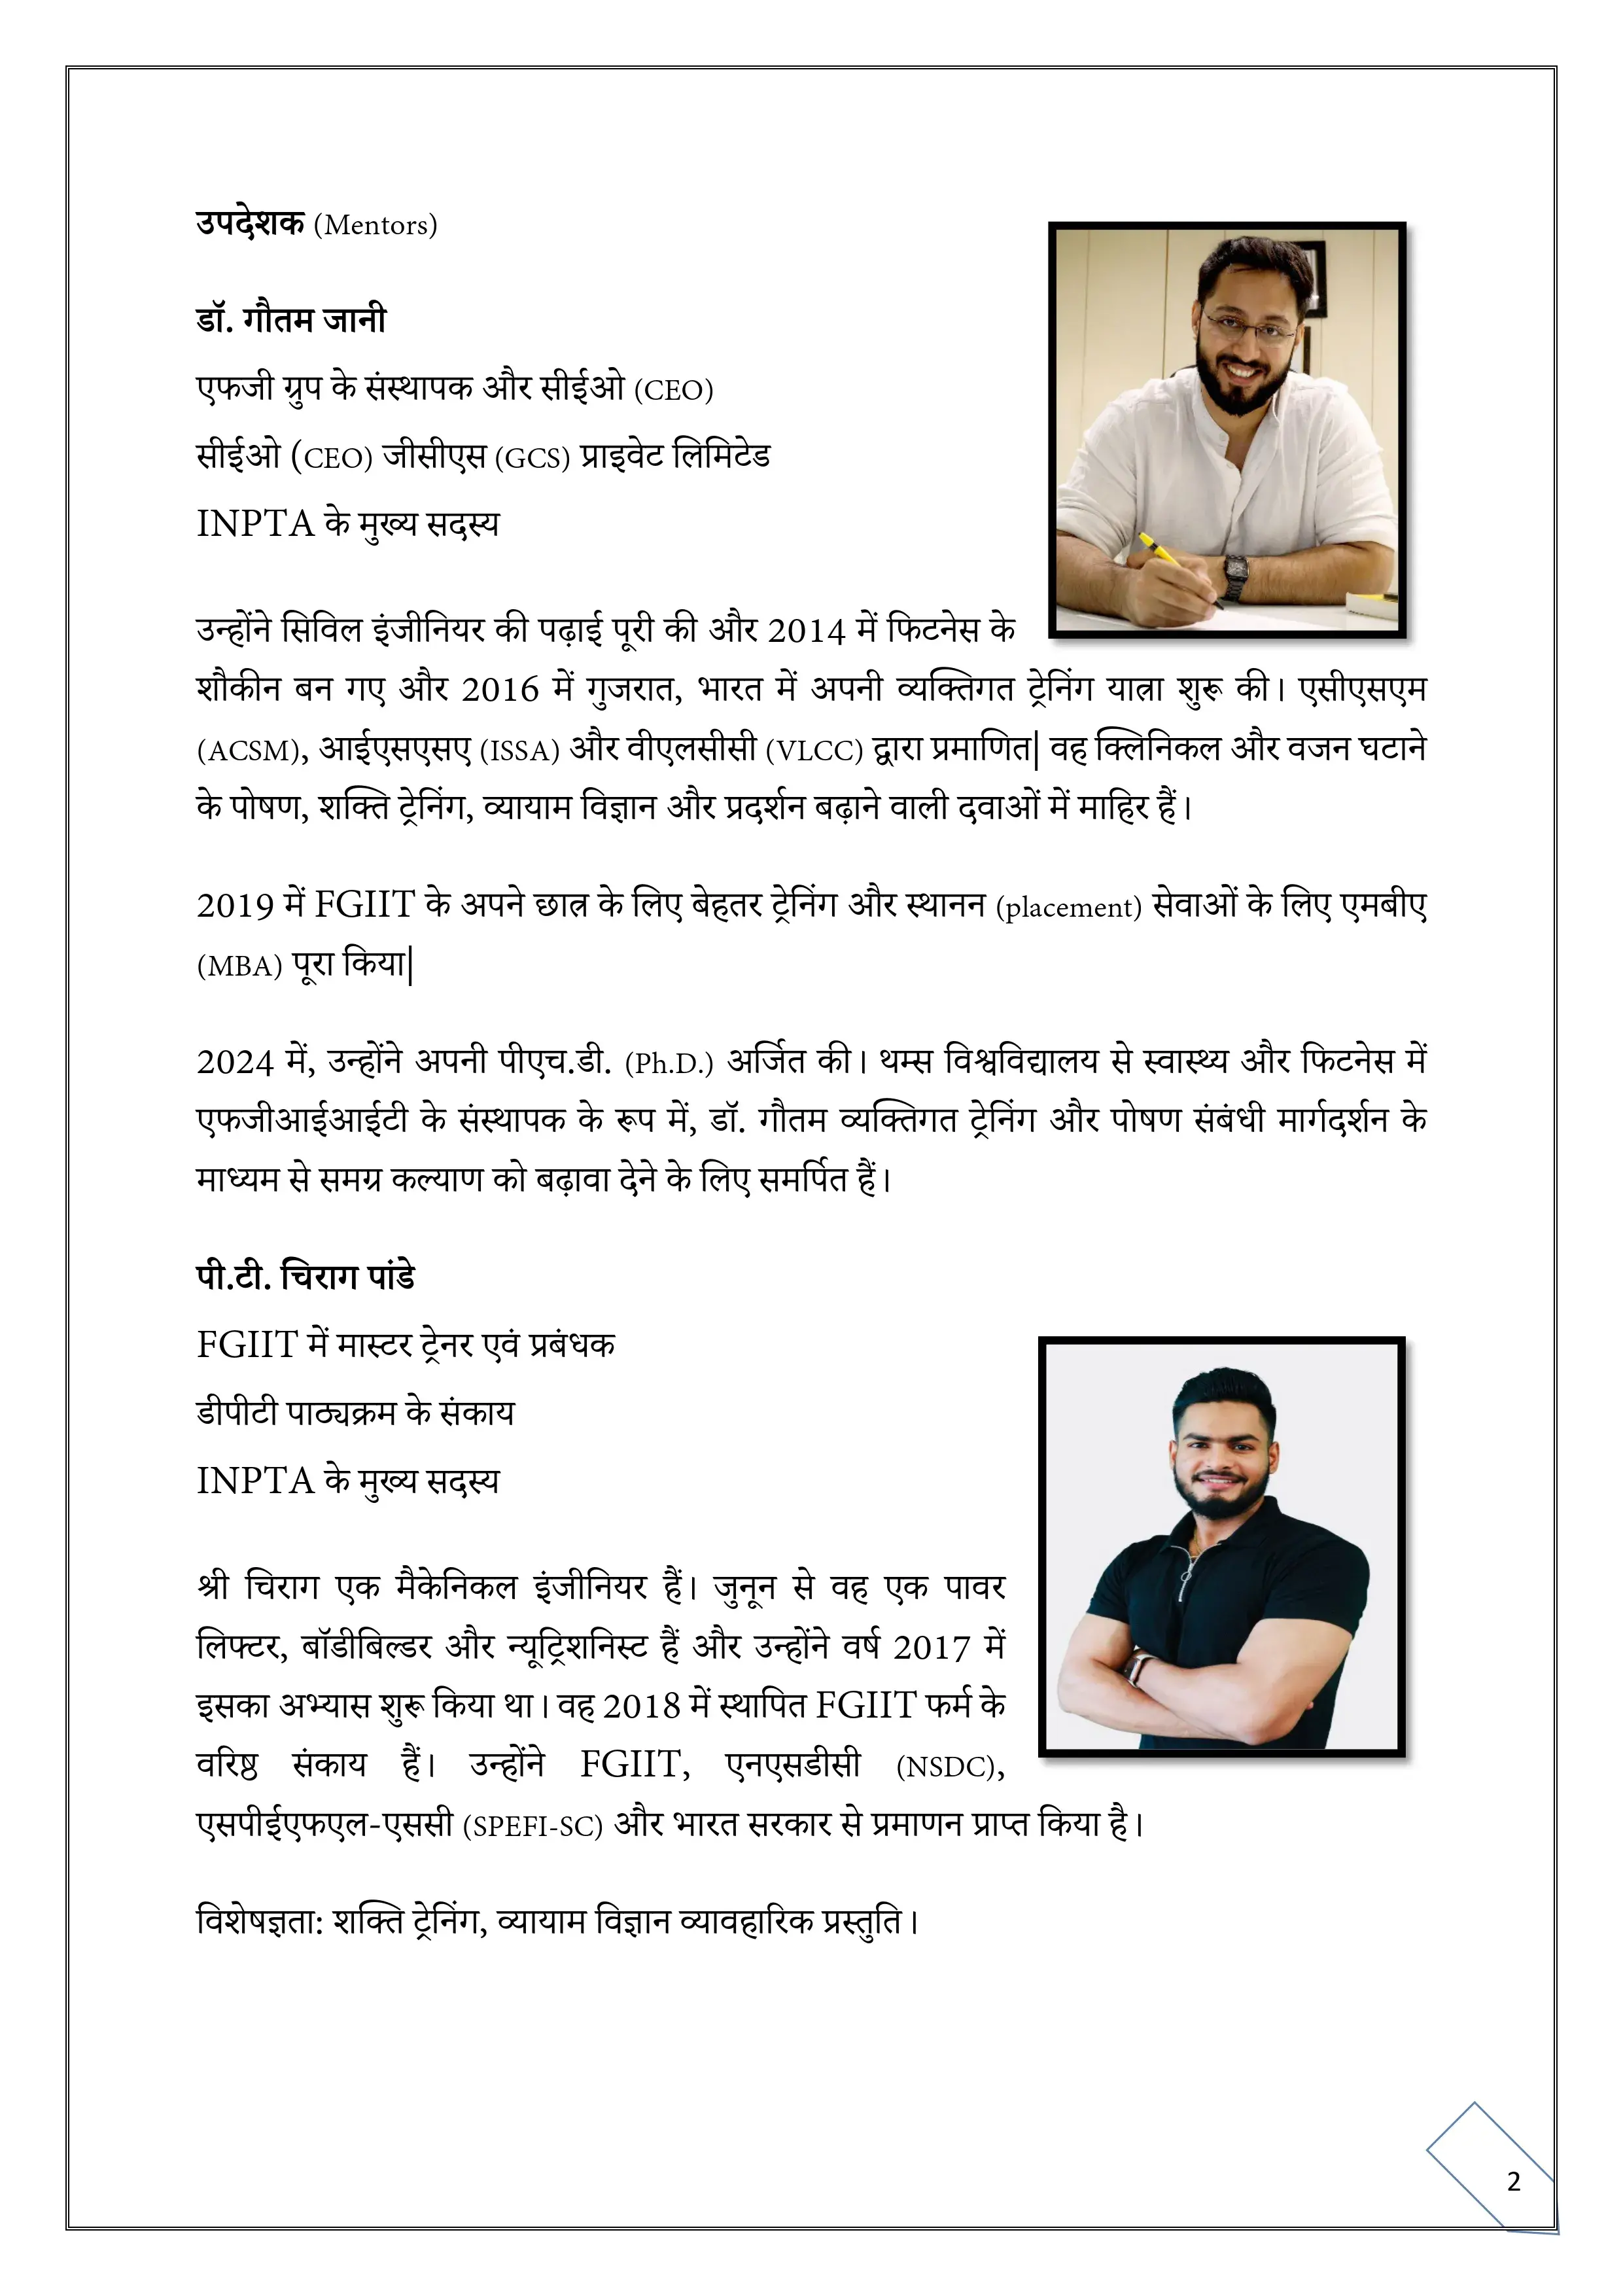 उपदेशक (Mentors)
डॉ. गौतम जानी
एफजी ग्रुप के संस्थापक और सीईओ (CEO)
सीईओ (CEO) जीसीएस (GCS) प्राइवेट लिमिटेड
INPTA के मुख्य सदस्य
उन्होंने सिविल इंजीनियर की पढ़ाई पूरी की और 2014 में फिटनेस के
शौकीन बन गए और 2016 में गुजरात, भारत में अपनी व्यक्तिगत ट्रेनिंग यात्रा शुरू की। एसीएसएम
(ACSM), आईएसएसए (ISSA) और वीएलसीसी (VLCC) द्वारा प्रमाणित| वह क्लिनिकल और वजन घटाने
के पोषण, शक्ति ट्रेनिंग, व्यायाम विज्ञान और प्रदर्शन बढ़ाने वाली दवाओं में माहिर हैं।
2019 में FGIIT के अपने छात्र के लिए बेहतर ट्रेनिंग और स्थानन (placement) सेवाओं के लिए एमबीए
(MBA) पूरा किया|
2024 में, उन्होंने अपनी पीएच.डी. (Ph.D.) अर्जित की। थम्स विश्वविद्यालय से स्वास्थ्य और फिटनेस में
एफजीआईआईटी के संस्थापक के रूप में, डॉ. गौतम व्यक्तिगत ट्रेनिंग और पोषण संबंधी मार्गदर्शन के
माध्यम से समग्र कल्याण को बढ़ावा देने के लिए समर्पित हैं।
पी.टी. चिराग पांडे
FGIIT में मास्टर ट्रेनर एवं प्रबंधक
डीपीटी पाठ्यक्रम के संकाय
INPTA के मुख्य सदस्य
श्री चिराग एक मैकेनिकल इंजीनियर हैं। जुनून से वह एक पावर
लिफ्टर, बॉडीबिल्डर और न्यूट्रिशनिस्ट हैं और उन्होंने वर्ष 2017 में
इसका अभ्यास शुरू किया था। वह 2018 में स्थापित FGIIT फर्म के
वरिष्ठ संकाय हैं। उन्होंने FGIIT, एनएसडीसी (NSDC),
एसपीईएफएल-एससी (SPEFI-SC) और भारत सरकार से प्रमाणन प्राप्त किया है।
विशेषज्ञता: शक्ति ट्रेनिंग, व्यायाम विज्ञान व्यावहारिक प्रस्तुति।
2